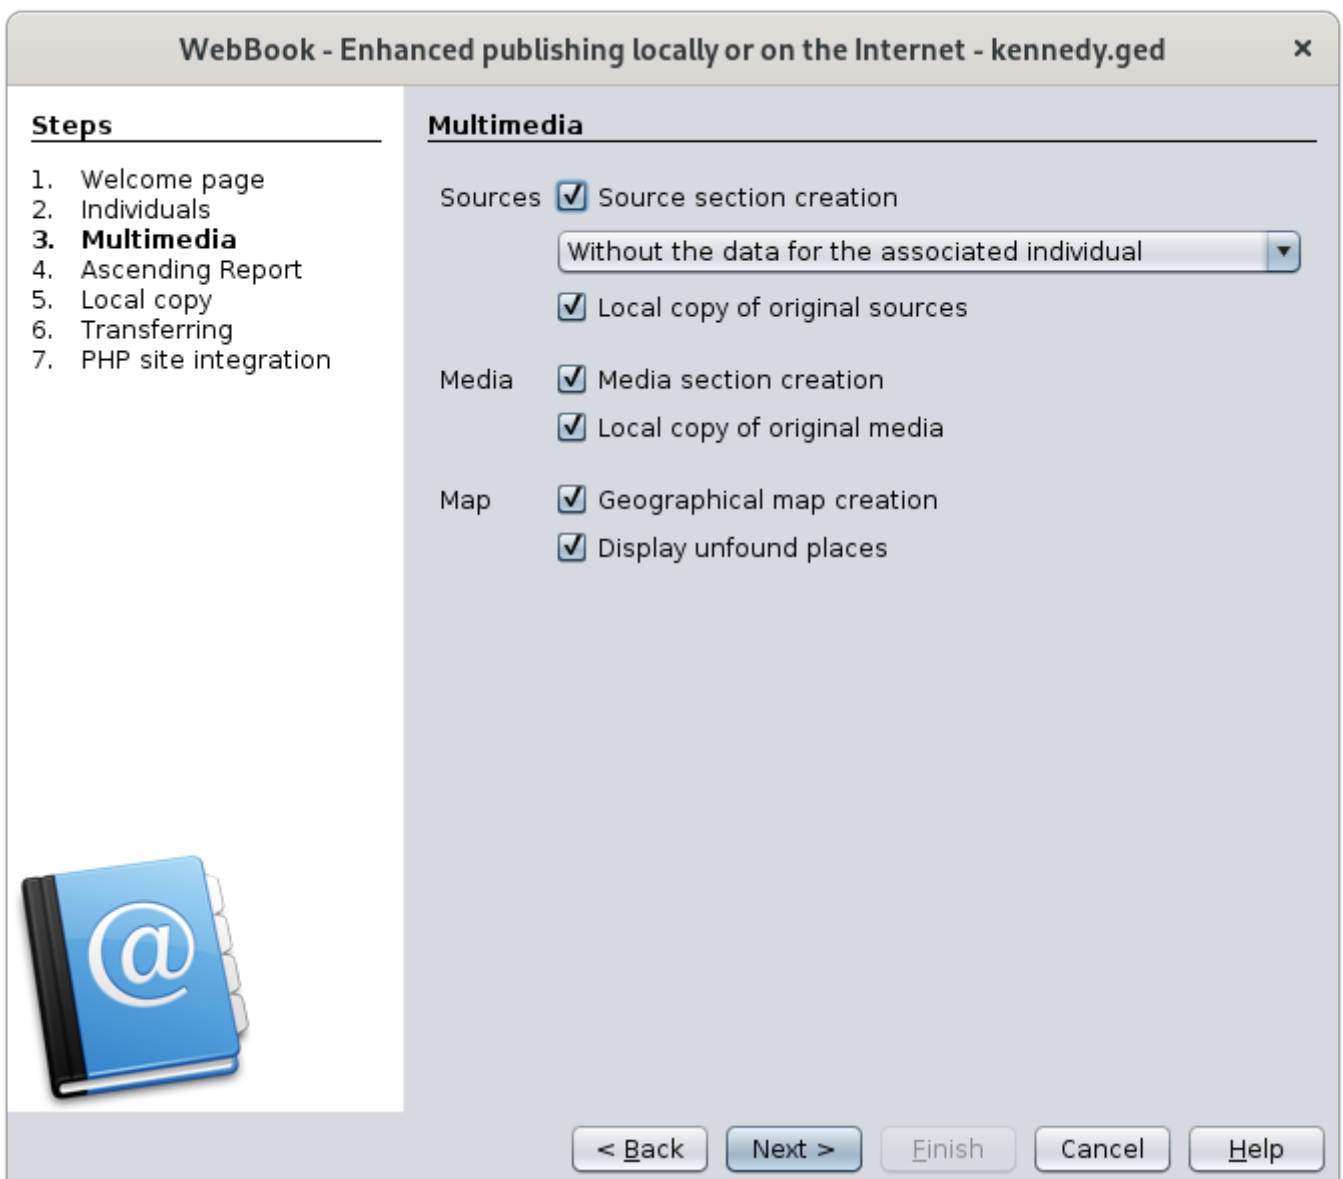 WebBook - Enhanced publishing locally or on the Internet - kennedy.ged ×
Steps
1. Welcome page
2. Individuals
3. Multimedia
4. Ascending Report
5. Local copy
6. Transferring
7. PHP site integration
@
Multimedia
Sources Source section creation
Without the data for the associated individual
Local copy of original sources
Media Media section creation
Local copy of original media
Map Geographical map creation
Display unfound places
< Back Next > Finish Cancel Help